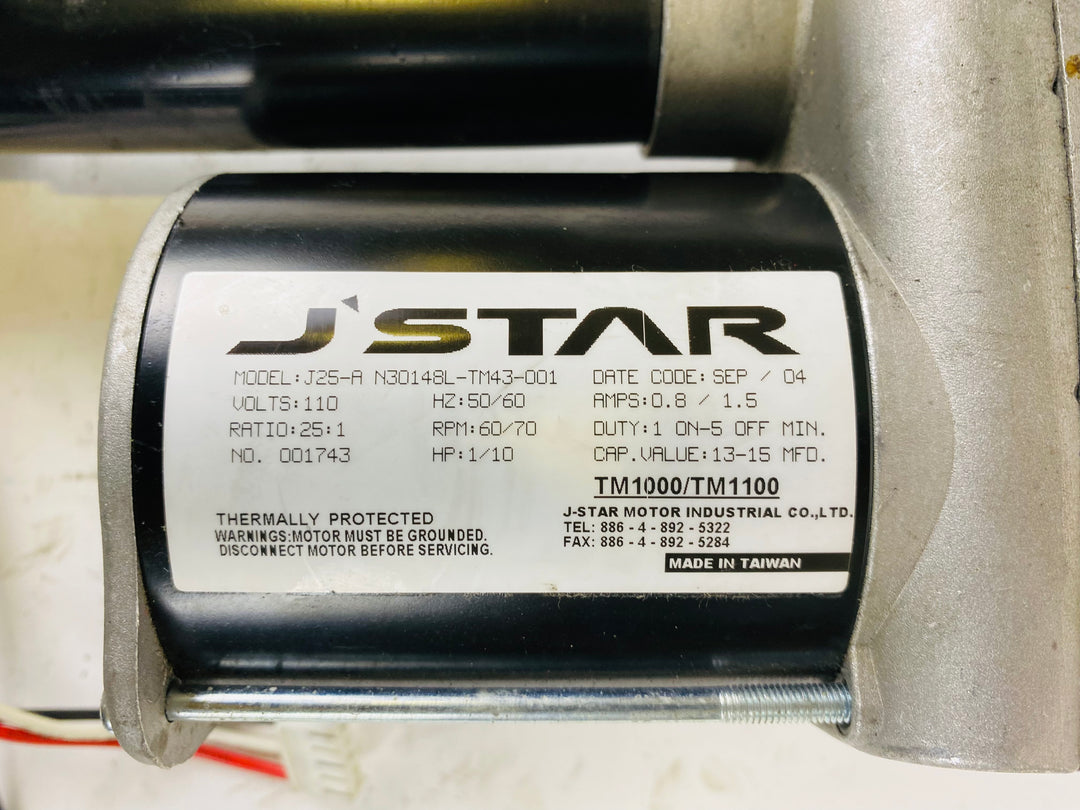 J'STAR
MODEL:J25-A N30148L-TM43-001 DATE CODE:SEP / 04
VOLTS:110 HZ:50/60 AMPS:0.8 / 1.5
RATIO:25:1 RPM:60/70 DUTY:1 ON-5 OFF MIN.
NO. 001743 HP:1/10 CAP.VALUE:13-15 MFD.
TM1000/TM1100
THERMALLY PROTECTED
WARNINGS:MOTOR MUST BE GROUNDED.
DISCONNECT MOTOR BEFORE SERVICING.
J-STAR MOTOR INDUSTRIAL CO.,LTD.
TEL: 886 - 4 - 892 - 5322
FAX: 886 - 4 - 892 - 5284
MADE IN TAIWAN